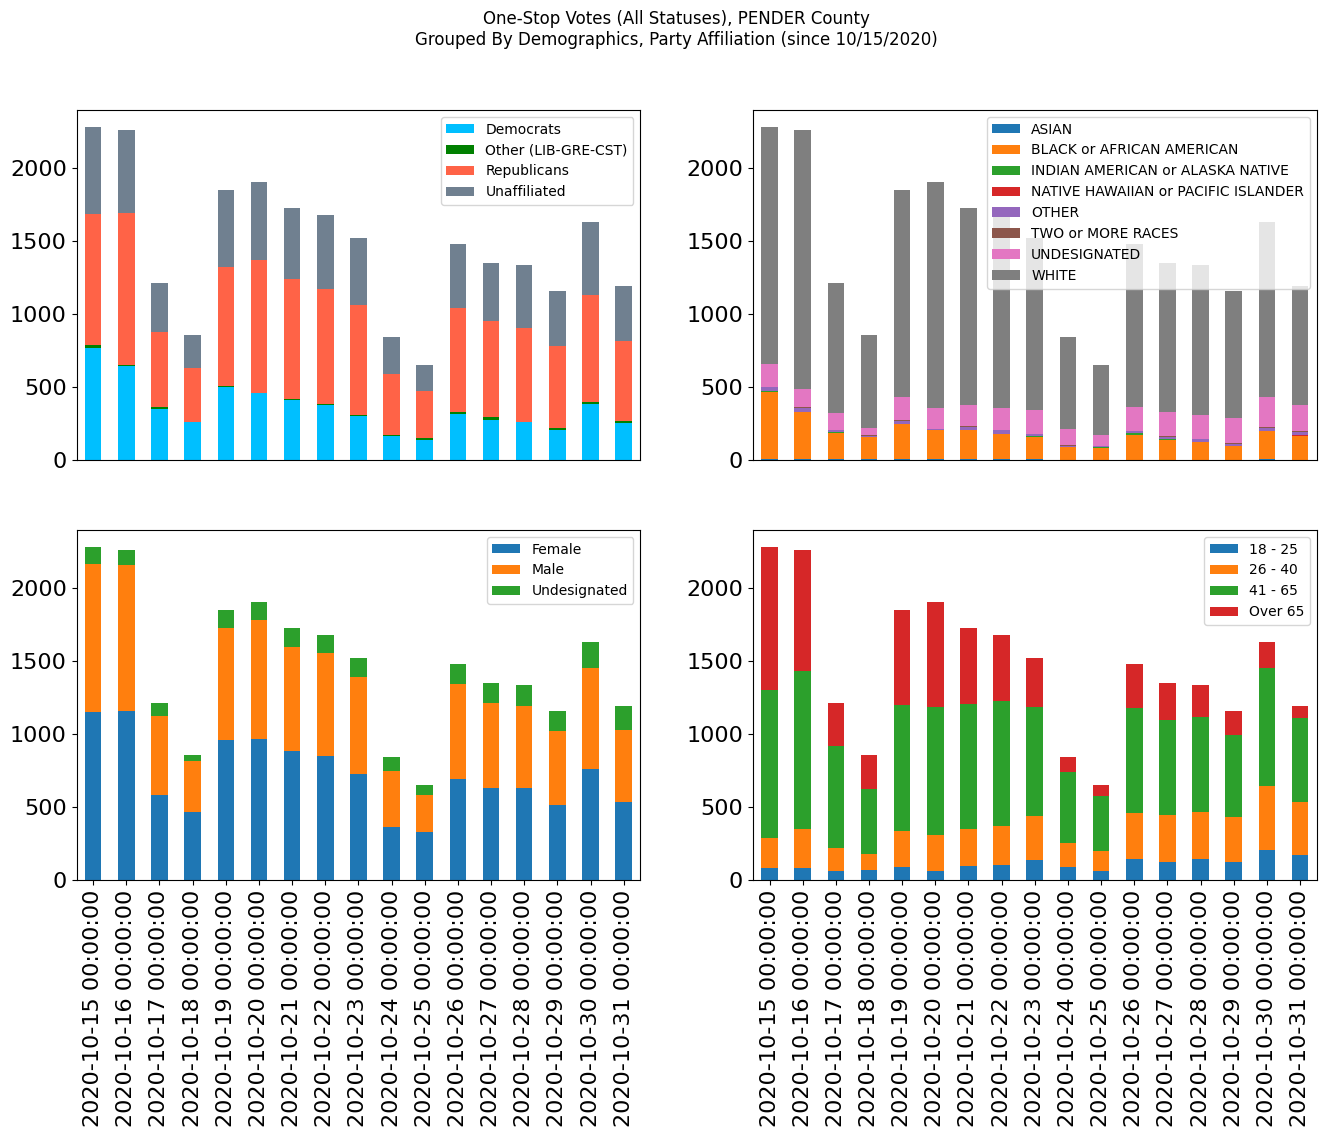 One-Stop Votes (All Statuses), PENDER County
Grouped By Demographics, Party Affiliation (since 10/15/2020)
2000
1500
1000
500
0
Democrats
Other (LIB-GRE-CST)
Republicans
Unaffiliated
2000
1500
1000
500
0
ASIAN
BLACK or AFRICAN AMERICAN
INDIAN AMERICAN or ALASKA NATIVE
NATIVE HAWAIIAN or PACIFIC ISLANDER
OTHER
TWO or MORE RACES
UNDESIGNATED
WHITE
2000
1500
1000
500
0
Female
Male
Undesignated
2020-10-15 00:00:00
2020-10-16 00:00:00
2020-10-17 00:00:00
2020-10-18 00:00:00
2020-10-19 00:00:00
2020-10-20 00:00:00
2020-10-21 00:00:00
2020-10-22 00:00:00
2020-10-23 00:00:00
2020-10-24 00:00:00
2020-10-25 00:00:00
2020-10-26 00:00:00
2020-10-27 00:00:00
2020-10-28 00:00:00
2020-10-29 00:00:00
2020-10-30 00:00:00
2020-10-31 00:00:00
2000
1500
1000
500
0
18 - 25
26 - 40
41 - 65
Over 65
2020-10-15 00:00:00
2020-10-16 00:00:00
2020-10-17 00:00:00
2020-10-18 00:00:00
2020-10-19 00:00:00
2020-10-20 00:00:00
2020-10-21 00:00:00
2020-10-22 00:00:00
2020-10-23 00:00:00
2020-10-24 00:00:00
2020-10-25 00:00:00
2020-10-26 00:00:00
2020-10-27 00:00:00
2020-10-28 00:00:00
2020-10-29 00:00:00
2020-10-30 00:00:00
2020-10-31 00:00:00